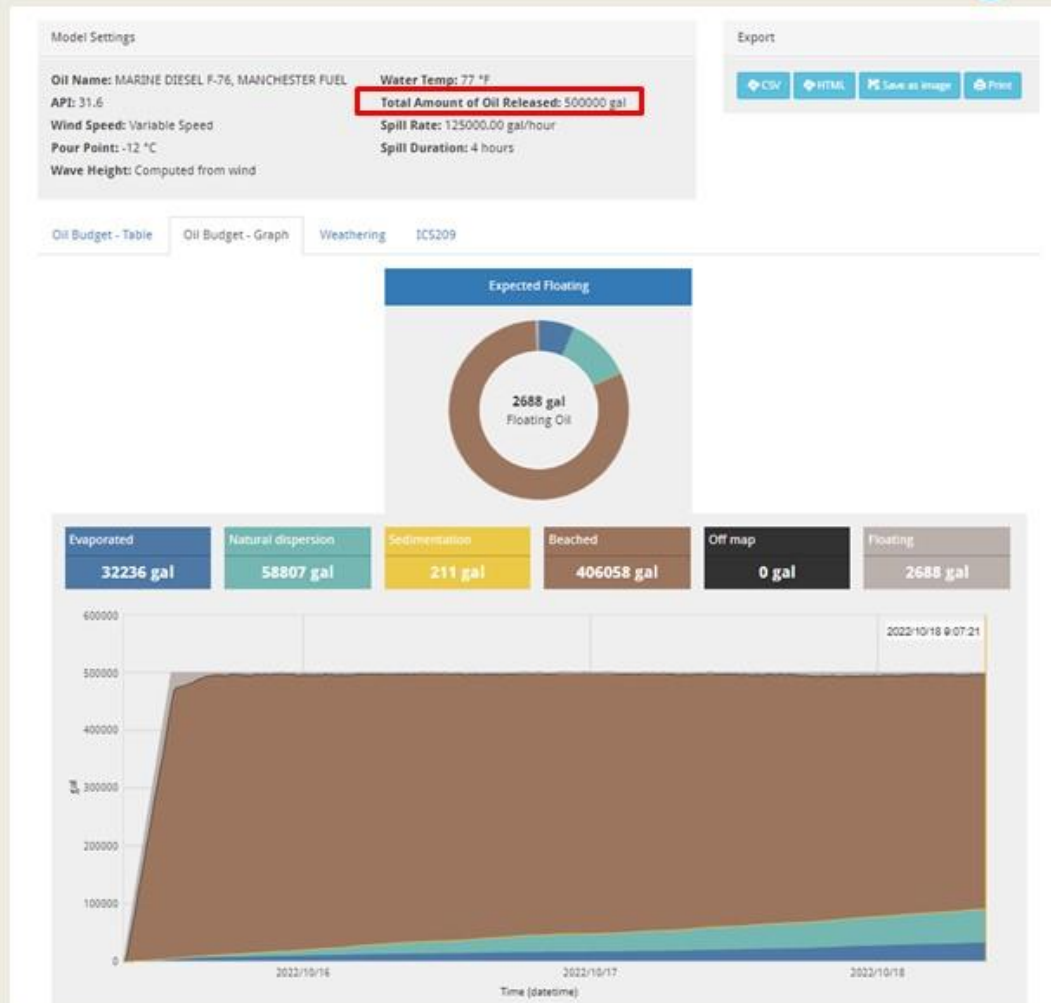 Model Settings
Export
Oil Name: MARINE DIESEL F-76, MANCHESTER FUEL
Water Temp: 77 °F
API: 31.6
Total Amount of Oil Released: 500000 gal
Wind Speed: Variable Speed
Spill Rate: 125000.00 gal/hour
Pour Point: -12 °C
Spill Duration: 4 hours
Wave Height: Computed from wind
CSV HTML Save as image Print
Oil Budget - Table Oil Budget - Graph Weathering ICS209
Expected Floating
2688 gal
Floating Oil
Evaporated Natural dispersion Sedimentation Beached Off map Floating
32236 gal 58807 gal 211 gal 406058 gal 0 gal 2688 gal
600000
2022/10/18 9:07:21
500000
400000
gal
300000
200000
100000
0
2022/10/16 2022/10/17 2022/10/18
Time (datetime)